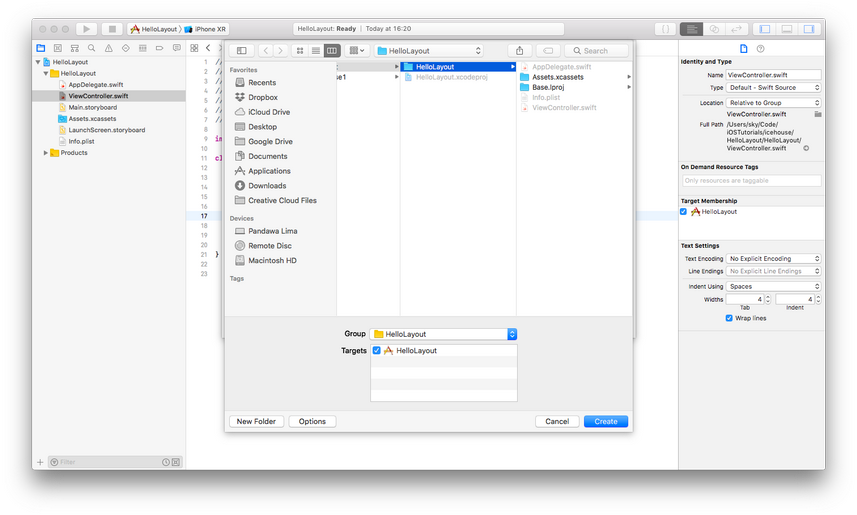 HelloLayout
iPhone XR
HelloLayout: Ready | Today at 16:20
HelloLayout
HelloLayout
AppDelegate.swift
ViewController.swift
Main.storyboard
Assets.xcassets
LaunchScreen.storyboard
Info.plist
Products
Filter
1
2
3
4
5
6
7
8
9
10
11
12
13
14
15
16
17
18
19
20
21
22
23
//
//
//
//
//
//
//
im
cl
}
HelloLayout
Search
Favorites
Recents
Dropbox
iCloud Drive
Desktop
Google Drive
Documents
Applications
Downloads
Creative Cloud Files
Devices
Pandawa Lima
Remote Disc
Macintosh HD
Tags
se1
HelloLayout
HelloLayout.xcodeproj
AppDelegate.swift
Assets.xcassets
Base.lproj
Info.plist
ViewController.swift
Group HelloLayout
Targets HelloLayout
New Folder Options Cancel Create
Identity and Type
Name ViewController.swift
Type Default - Swift Source
Location Relative to Group
ViewController.swift
Full Path /Users/sky/Code/
iOSTutorials/icehouse/
HelloLayout/HelloLayout/
ViewController.swift
On Demand Resource Tags
Only resources are taggable
Target Membership
HelloLayout
Text Settings
Text Encoding No Explicit Encoding
Line Endings No Explicit Line Endings
Indent Using Spaces
Widths 4 4
Tab Indent
Wrap lines